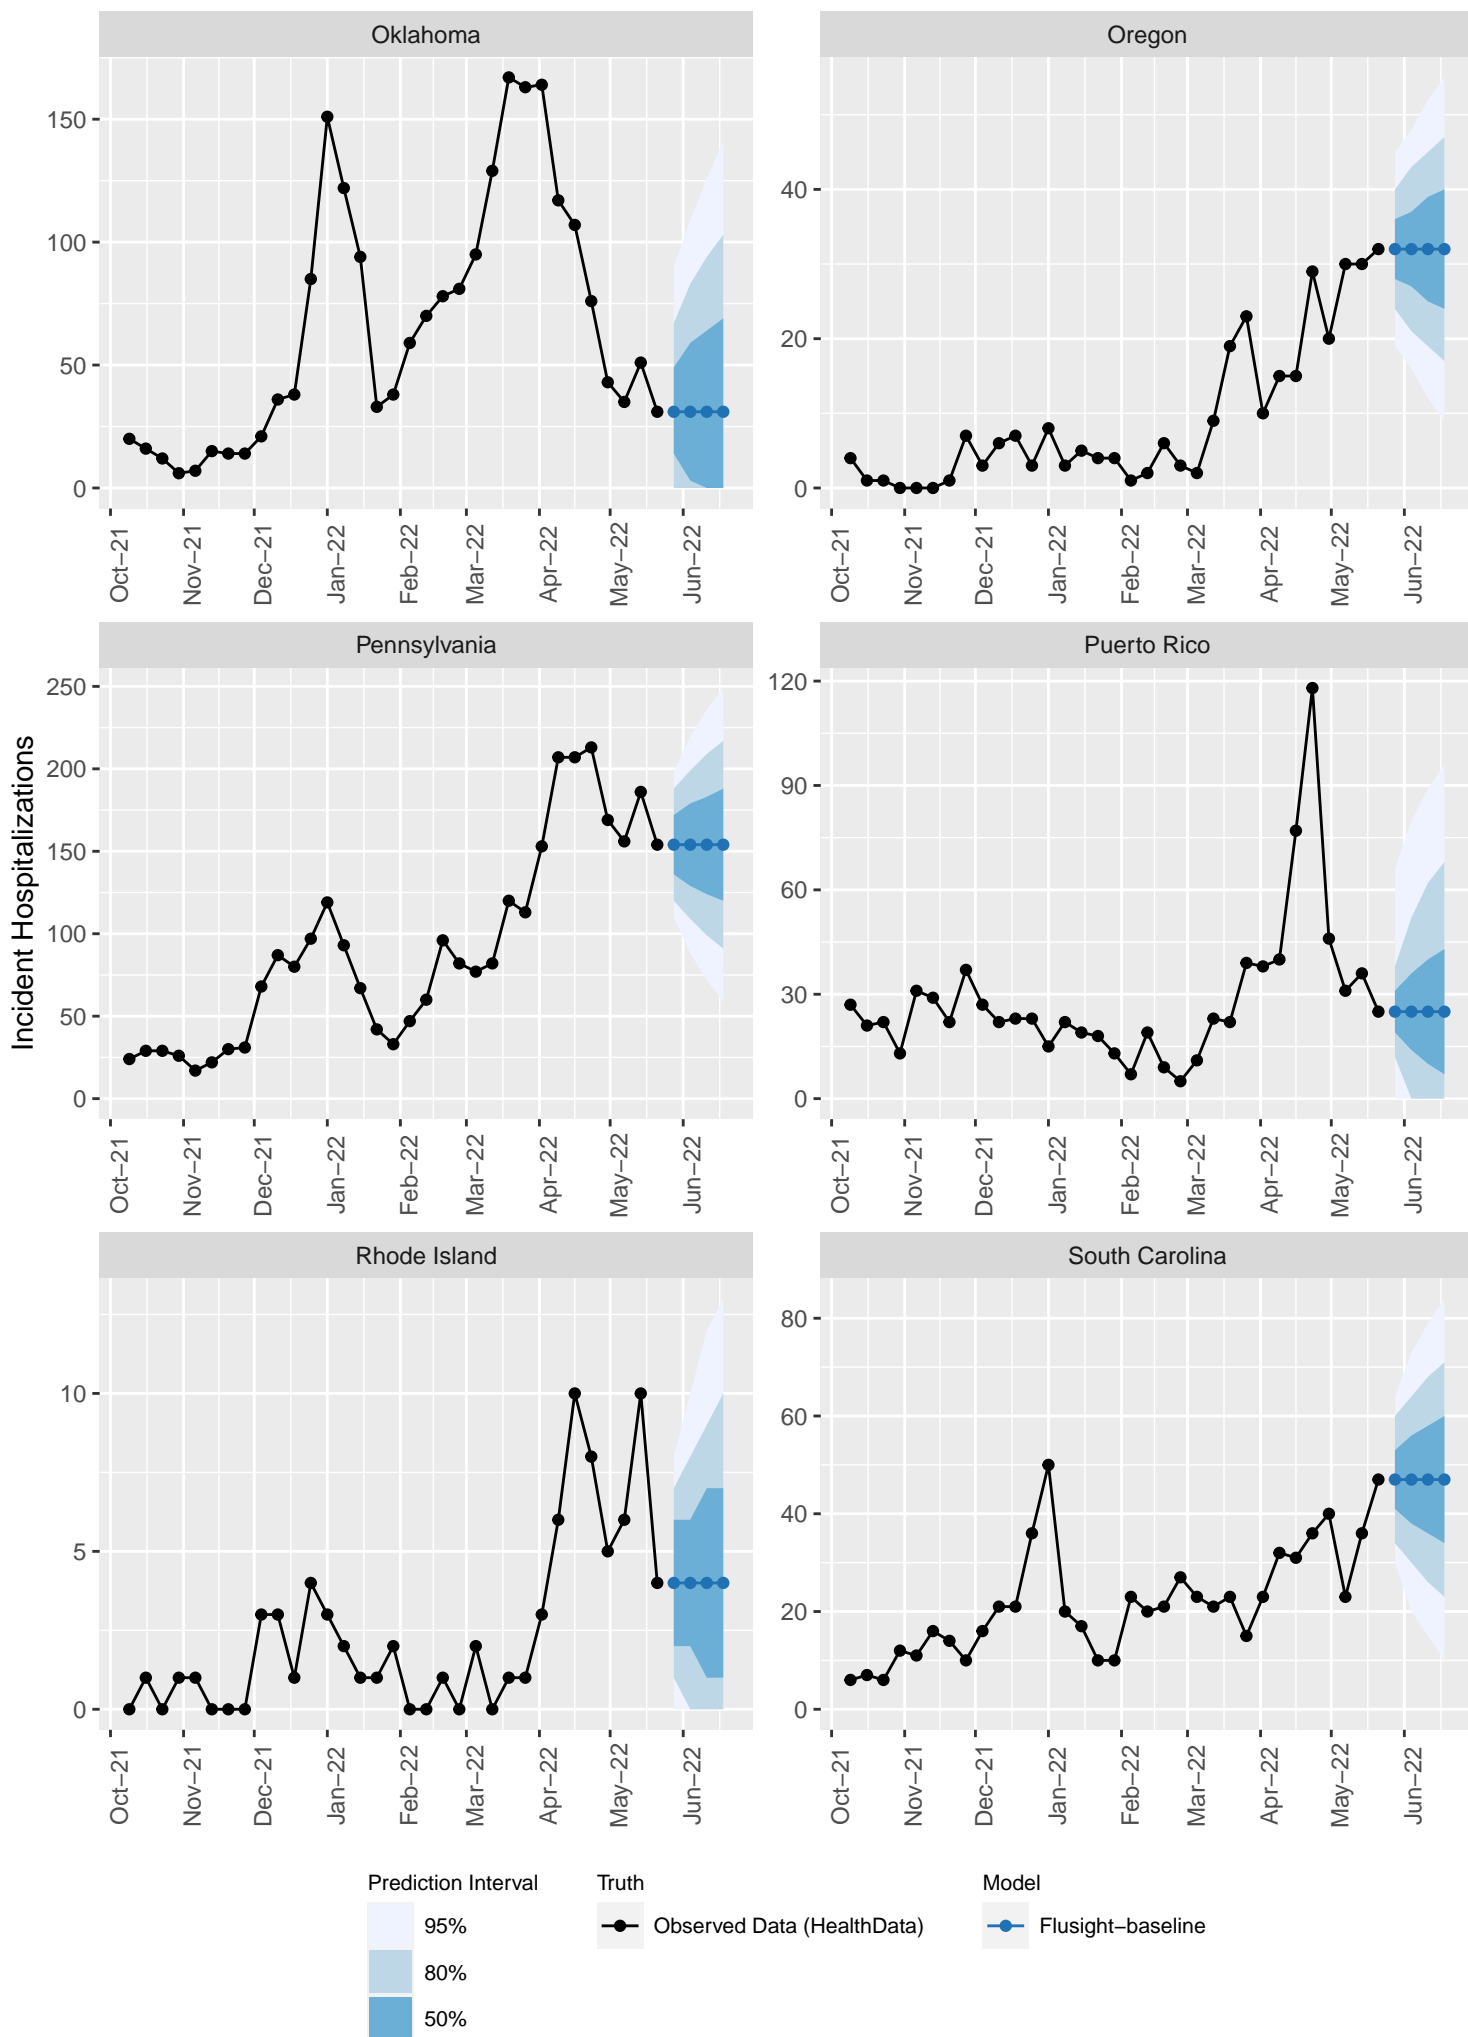 Oklahoma
Oregon
150
100
50
0
40
20
0
Oct−21
Nov−21
Dec−21
Jan−22
Feb−22
Mar−22
Apr−22
May−22
Jun−22
Oct−21
Nov−21
Dec−21
Jan−22
Feb−22
Mar−22
Apr−22
May−22
Jun−22
Incident Hospitalizations
Pennsylvania
Puerto Rico
250
200
150
100
50
0
120
90
60
30
0
Oct−21
Nov−21
Dec−21
Jan−22
Feb−22
Mar−22
Apr−22
May−22
Jun−22
Oct−21
Nov−21
Dec−21
Jan−22
Feb−22
Mar−22
Apr−22
May−22
Jun−22
Rhode Island
South Carolina
10
5
0
80
60
40
20
0
Oct−21
Nov−21
Dec−21
Jan−22
Feb−22
Mar−22
Apr−22
May−22
Jun−22
Oct−21
Nov−21
Dec−21
Jan−22
Feb−22
Mar−22
Apr−22
May−22
Jun−22
Prediction Interval
95%
80%
50%
Truth
Observed Data (HealthData)
Model
Flusight−baseline